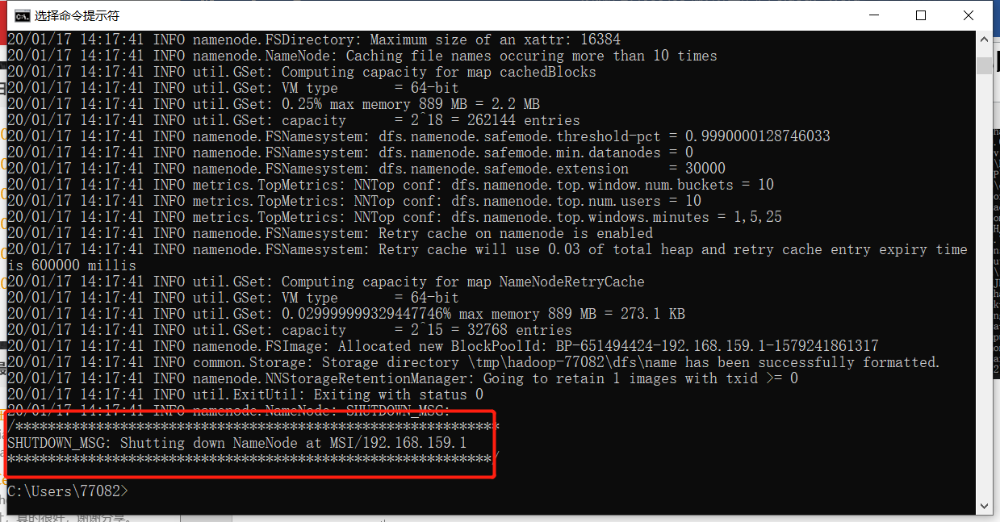 选择命令提示符
20/01/17 14:17:41 INFO namenode.FSDirectory: Maximum size of an xattr: 16384
20/01/17 14:17:41 INFO namenode.NameNode: Caching file names occuring more than 10 times
20/01/17 14:17:41 INFO util.GSet: Computing capacity for map cachedBlocks
20/01/17 14:17:41 INFO util.GSet: VM type       = 64-bit
20/01/17 14:17:41 INFO util.GSet: 0.25% max memory 889 MB = 2.2 MB
20/01/17 14:17:41 INFO util.GSet: capacity      = 2^18 = 262144 entries
20/01/17 14:17:41 INFO namenode.FSNamesystem: dfs.namenode.safemode.threshold-pct = 0.9990000128746033
20/01/17 14:17:41 INFO namenode.FSNamesystem: dfs.namenode.safemode.min.datanodes = 0
20/01/17 14:17:41 INFO namenode.FSNamesystem: dfs.namenode.safemode.extension     = 30000
20/01/17 14:17:41 INFO metrics.TopMetrics: NNTop conf: dfs.namenode.top.window.num.buckets = 10
20/01/17 14:17:41 INFO metrics.TopMetrics: NNTop conf: dfs.namenode.top.num.users = 10
20/01/17 14:17:41 INFO metrics.TopMetrics: NNTop conf: dfs.namenode.top.windows.minutes = 1,5,25
20/01/17 14:17:41 INFO namenode.FSNamesystem: Retry cache on namenode is enabled
20/01/17 14:17:41 INFO namenode.FSNamesystem: Retry cache will use 0.03 of total heap and retry cache entry expiry time
is 600000 millis
20/01/17 14:17:41 INFO util.GSet: Computing capacity for map NameNodeRetryCache
20/01/17 14:17:41 INFO util.GSet: VM type       = 64-bit
20/01/17 14:17:41 INFO util.GSet: 0.029999999329447746% max memory 889 MB = 273.1 KB
20/01/17 14:17:41 INFO util.GSet: capacity      = 2^15 = 32768 entries
20/01/17 14:17:41 INFO namenode.FSImage: Allocated new BlockPoolId: BP-651494424-192.168.159.1-1579241861317
20/01/17 14:17:41 INFO common.Storage: Storage directory \tmp\hadoop-77082\dfs\name has been successfully formatted.
20/01/17 14:17:41 INFO namenode.NNStorageRetentionManager: Going to retain 1 images with txid >= 0
20/01/17 14:17:41 INFO util.ExitUtil: Exiting with status 0
20/01/17 14:17:41 INFO namenode.NameNode: SHUTDOWN_MSG:
/************************************************************
SHUTDOWN_MSG: Shutting down NameNode at MSI/192.168.159.1
************************************************************/
C:\Users\77082>
真的很好，谢谢分享。